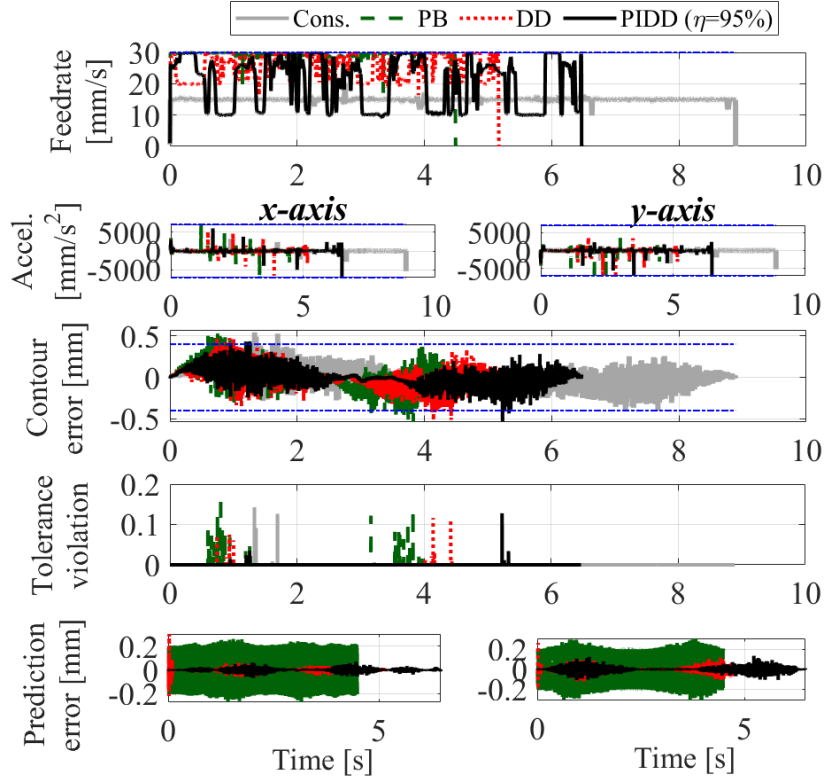 Cons. PB DD PIDD (η=95%)
Feedrate
[mm/s]
30
20
10
0
0 2 4 6 8 10
x-axis y-axis
Accel.
[mm/s²]
5000
0
-5000
0 5 10
5000
0
-5000
0 5 10
Contour
error [mm]
0.5
0
-0.5
0 2 4 6 8 10
Tolerance
violation
0.2
0.1
0
0 2 4 6 8 10
Prediction
error [mm]
0.2
0
-0.2
5
0.2
0
-0.2
5
Time [s] Time [s]